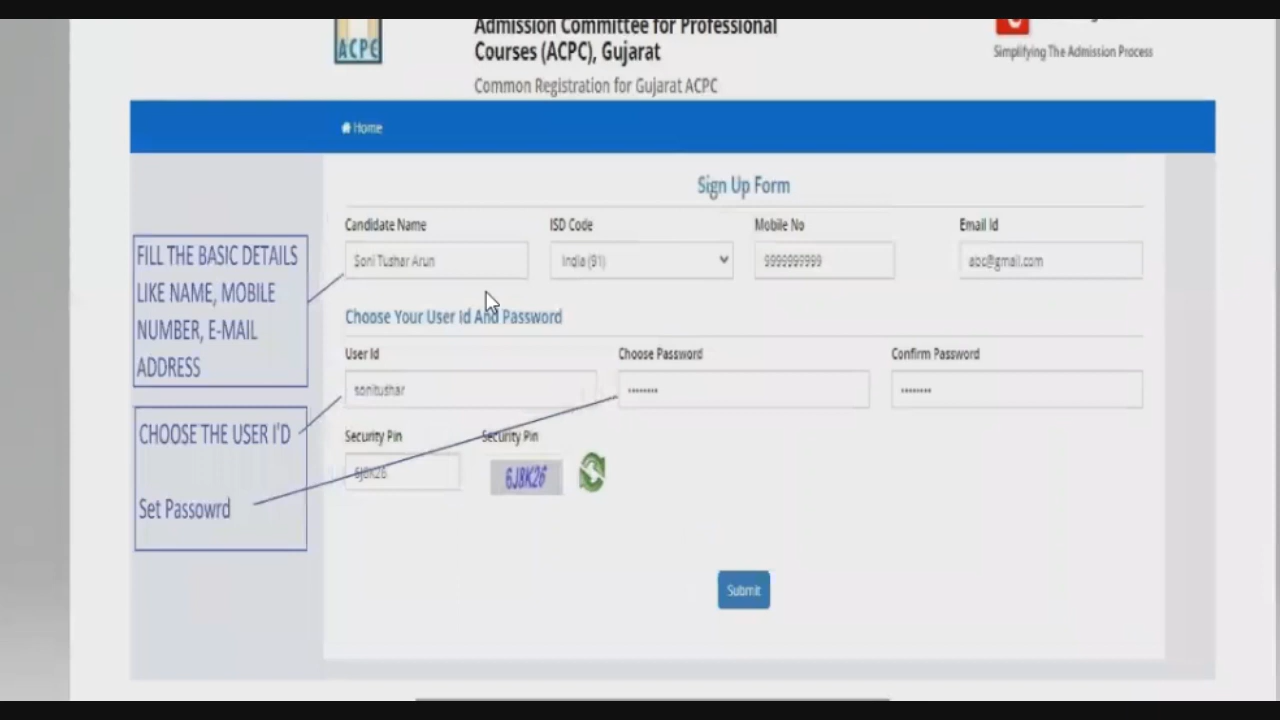 ACPC
Admission Committee for Professional
Courses (ACPC), Gujarat
Common Registration for Gujarat ACPC
Simplifying The Admission Process
Home
Sign Up Form
Candidate Name
ISD Code
Mobile No
Email Id
Soni Tushar Arun
India (91)
9999999999
abc@gmail.com
FILL THE BASIC DETAILS
LIKE NAME, MOBILE
NUMBER, E-MAIL
ADDRESS
Choose Your User Id And Password
User Id
Choose Password
Confirm Password
sonitushar
CHOOSE THE USER I'D
Set Passowrd
Security Pin
Security Pin
6J8K26
6J8K26
Submit